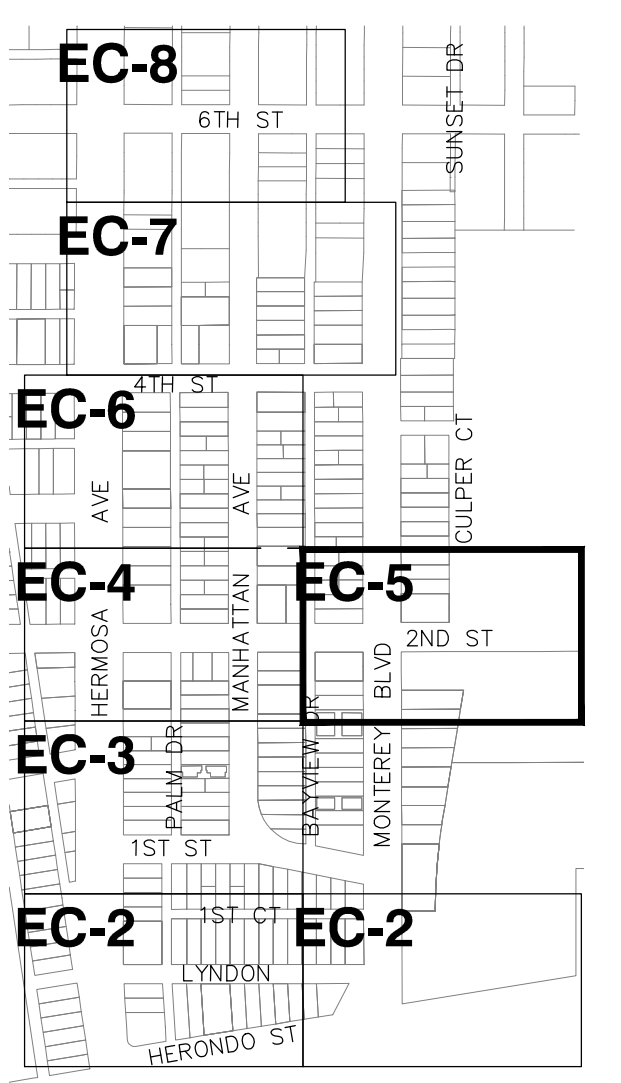 EC-8
SUNSET DR
6TH ST
EC-7
4TH ST
EC-6
AVE
AVE
CULPER CT
EC-4
EC-5
HERMOSA
MANHATTAN
2ND ST
BLVD
EC-3
PALM DR
BAYVIEW DR
MONTEREY
1ST ST
EC-2
1ST CT
EC-2
LYNDON
HERONDO ST